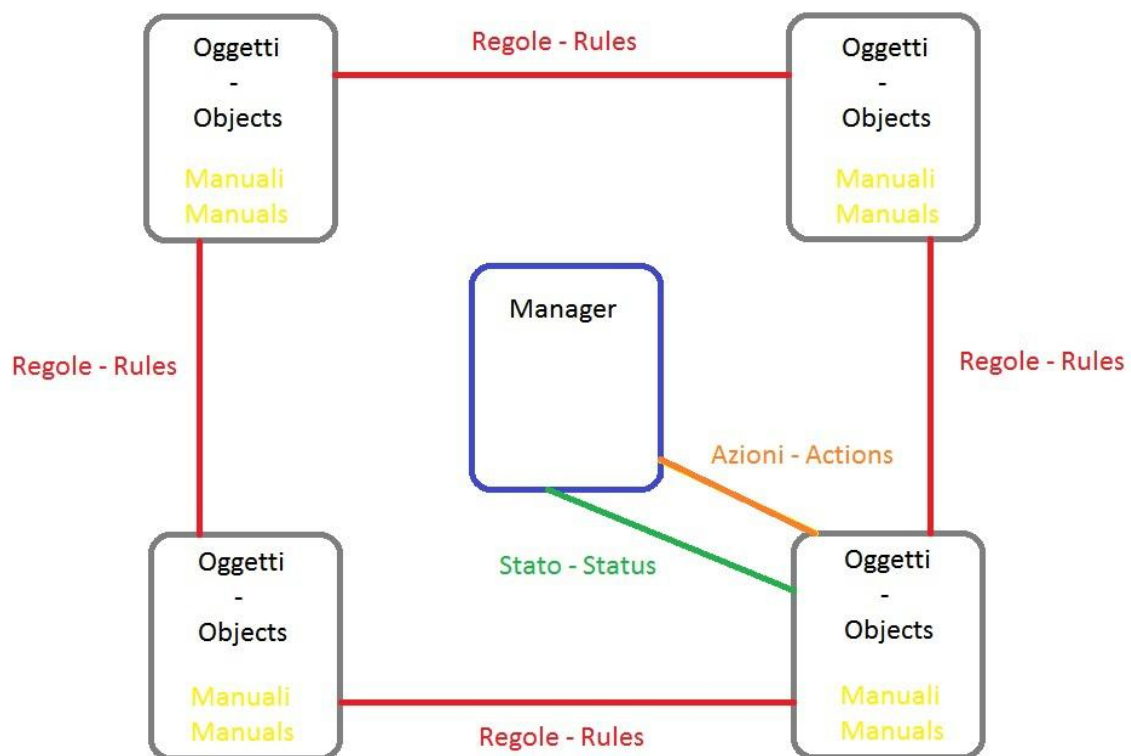 Oggetti
-
Objects
Manuali
Manuals
Regole - Rules
Oggetti
-
Objects
Manuali
Manuals
Manager
Regole - Rules
Regole - Rules
Azioni - Actions
Stato - Status
Oggetti
-
Objects
Manuali
Manuals
Regole - Rules
Oggetti
-
Objects
Manuali
Manuals